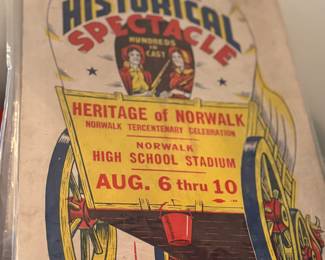 HISTORICAL
SPECTACLE
HUNDREDS
IN
CAST
HERITAGE of NORWALK
NORWALK TERCENTENARY CELEBRATION
NORWALK
HIGH SCHOOL STADIUM
AUG. 6 thru 10